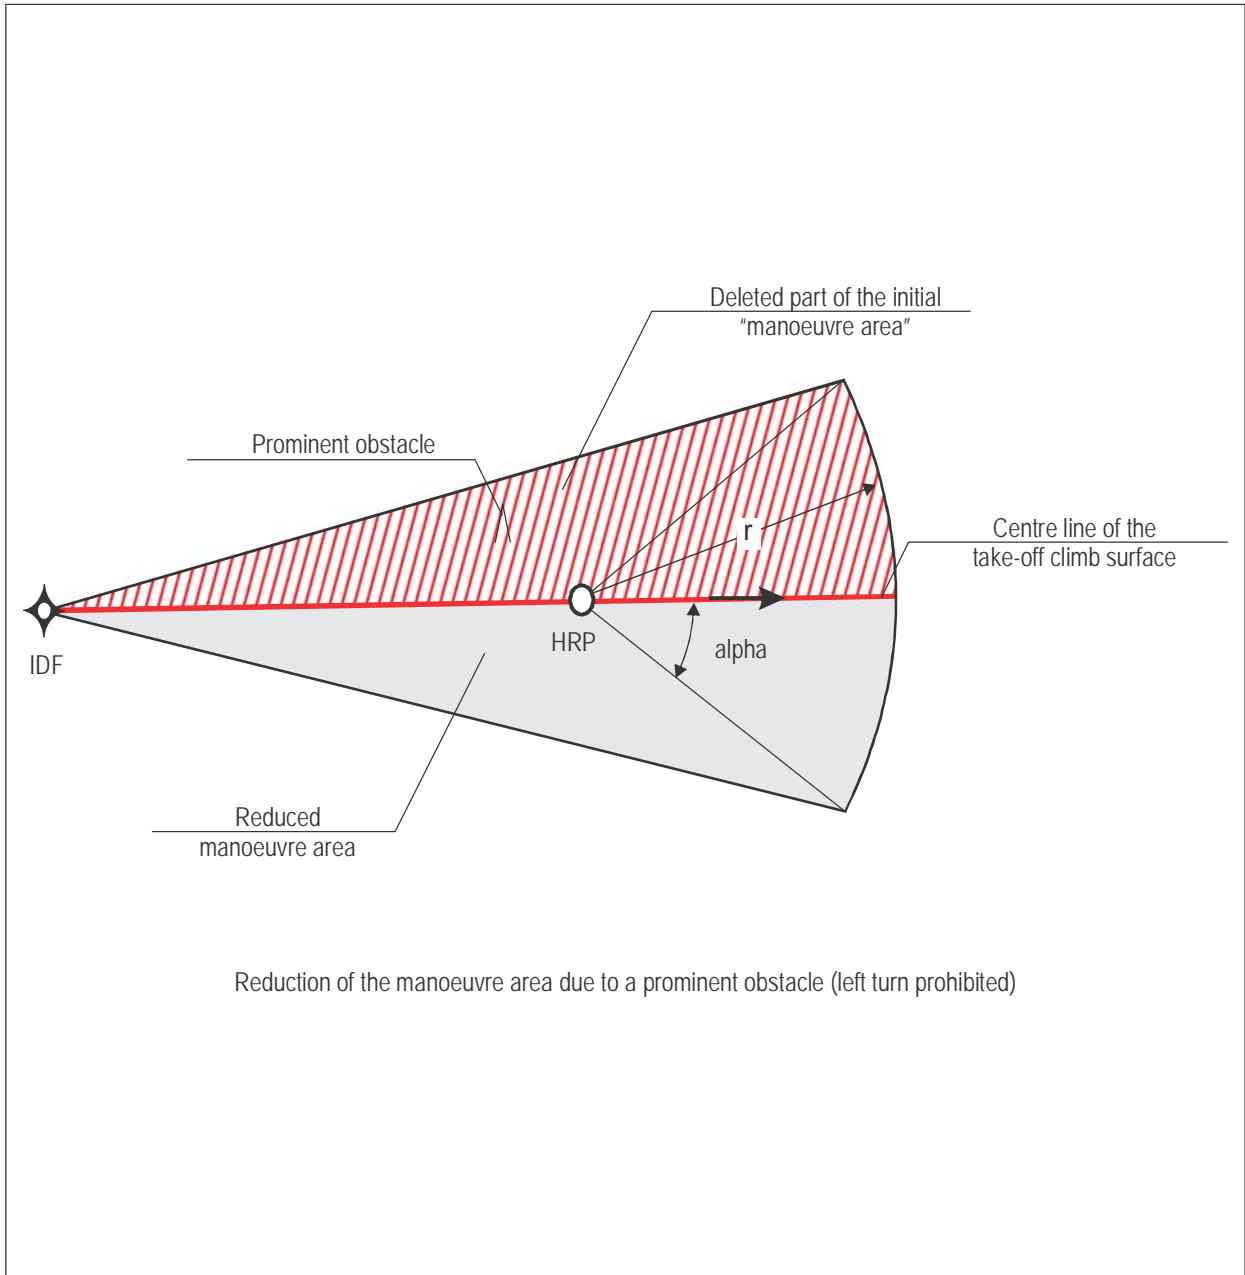 Deleted part of the initial
“manoeuvre area”
Prominent obstacle
r
Centre line of the
take-off climb surface
HRP
alpha
IDF
Reduced
manoeuvre area
Reduction of the manoeuvre area due to a prominent obstacle (left turn prohibited)